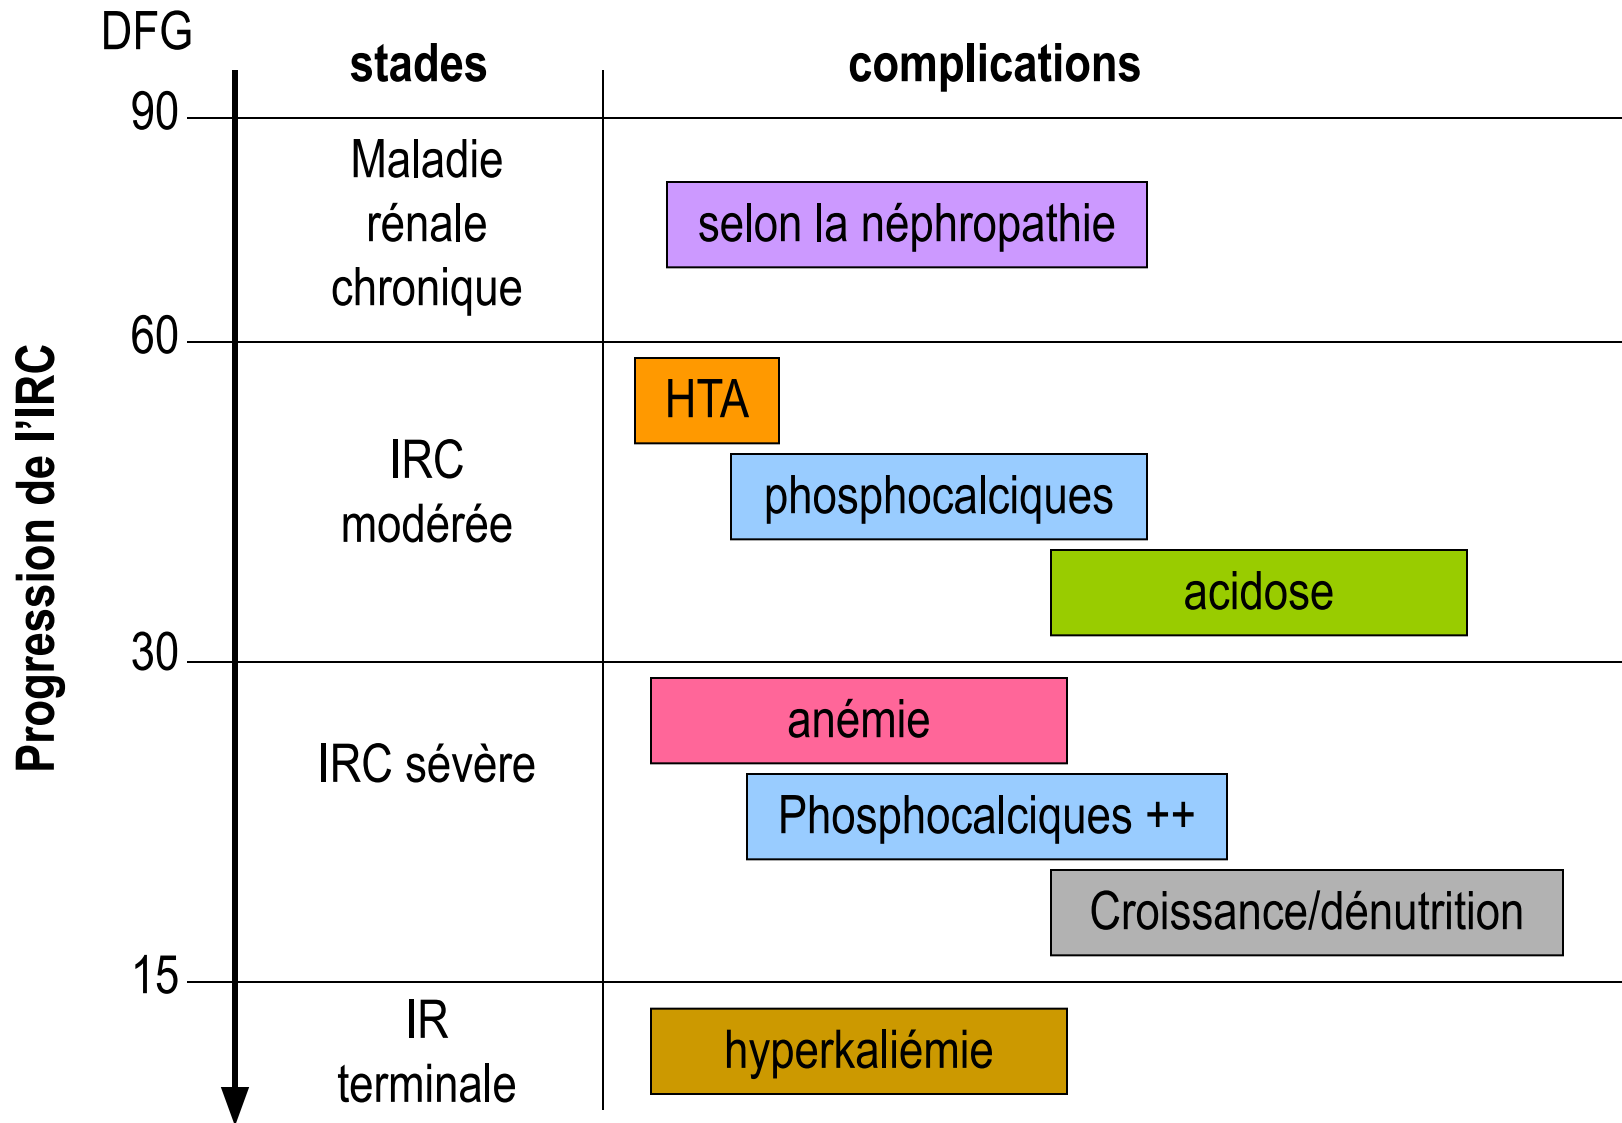 DFG
stades
complications
90
Maladie
rénale
chronique
selon la néphropathie
60
Progression de l'IRC
HTA
IRC
modérée
phosphocalciques
acidose
30
anémie
IRC sévère
Phosphocalciques ++
Croissance/dénutrition
15
IR
terminale
hyperkaliémie